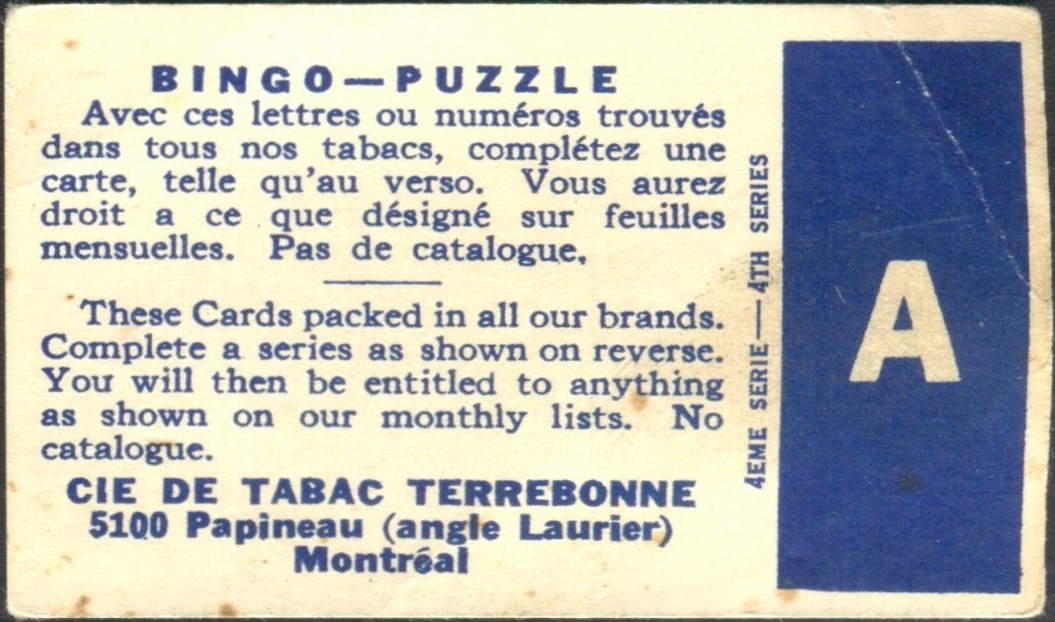 BINGO—PUZZLE
Avec ces lettres ou numéros trouvés
dans tous nos tabacs, complétez une
carte, telle qu'au verso. Vous aurez
droit a ce que désigné sur feuilles
mensuelles. Pas de catalogue.
These Cards packed in all our brands.
Complete a series as shown on reverse.
You will then be entitled to anything
as shown on our monthly lists. No
catalogue.
CIE DE TABAC TERREBONNE
5100 Papineau (angle Laurier)
Montréal
4EME SERIE—4TH SERIES
A